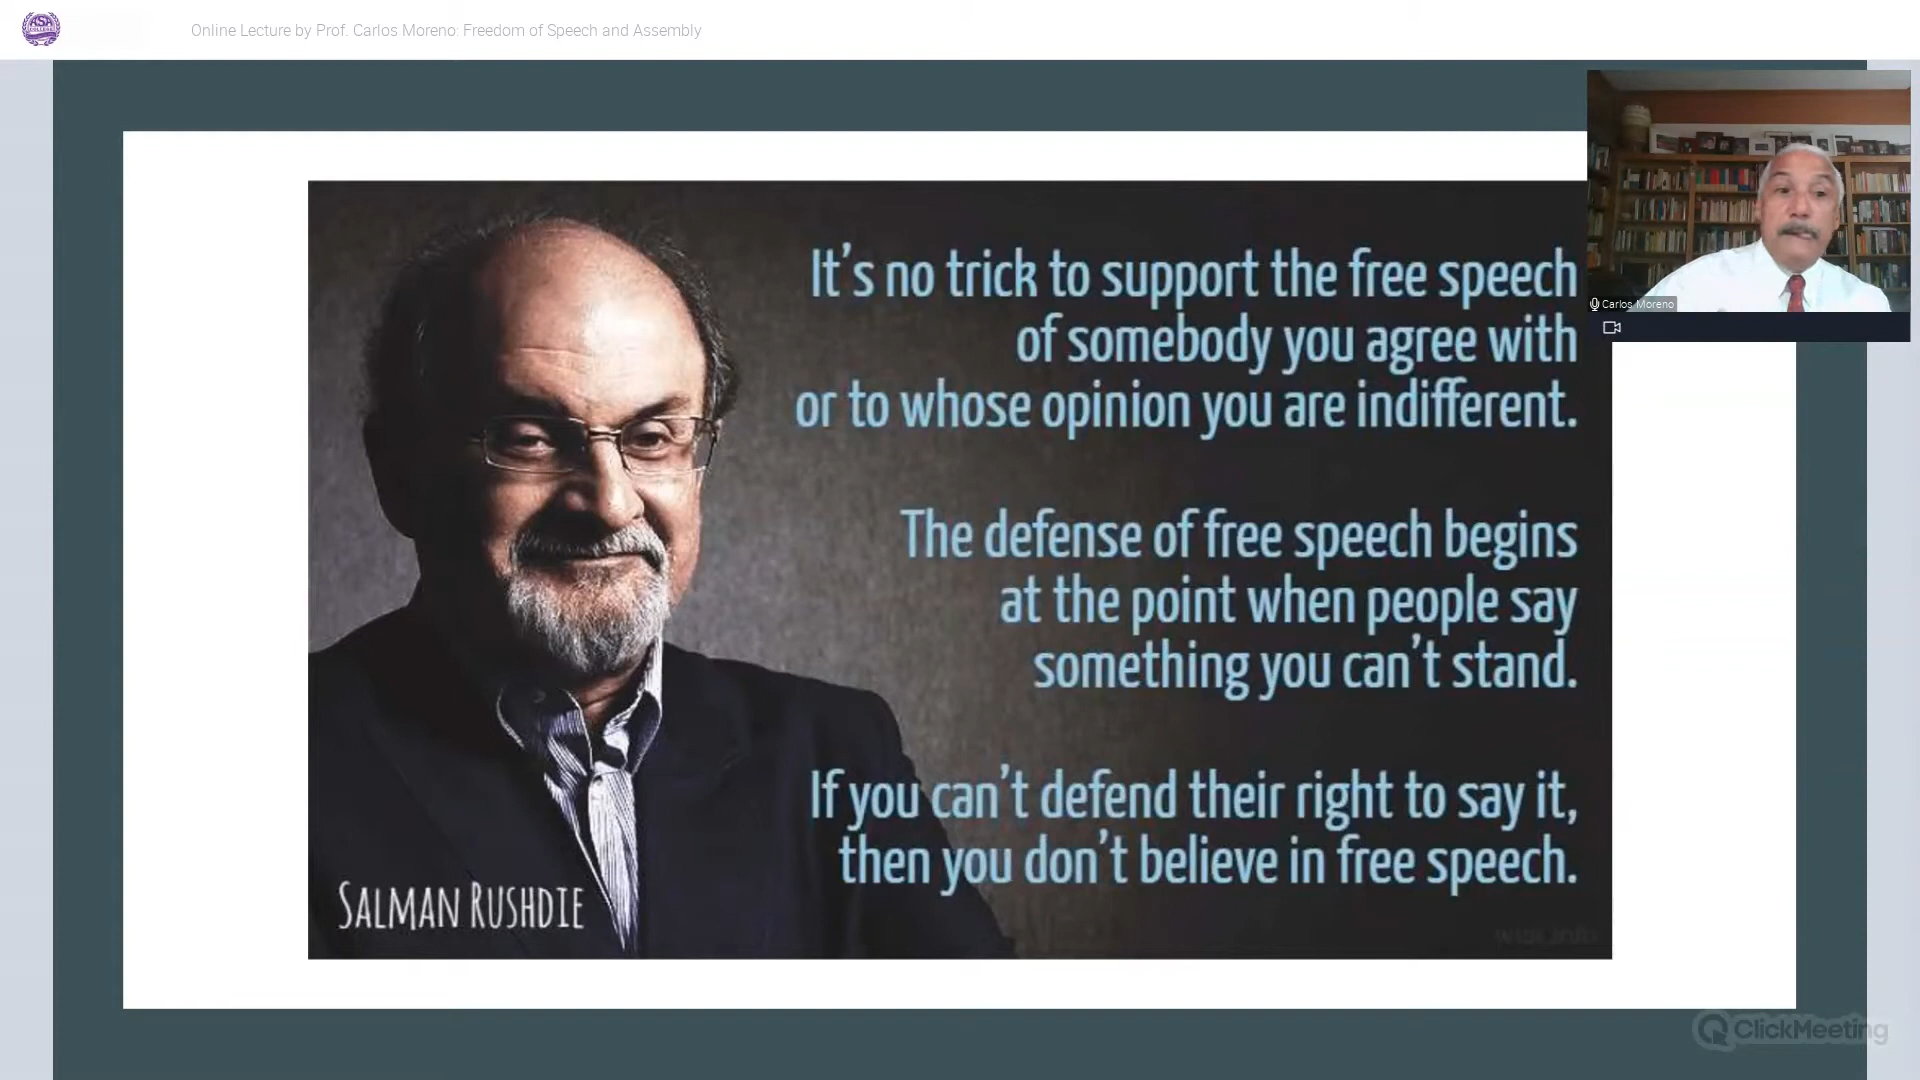 ASA
Online Lecture by Prof. Carlos Moreno: Freedom of Speech and Assembly
It's no trick to support the free speech
of somebody you agree with
or to whose opinion you are indifferent.
The defense of free speech begins
at the point when people say
something you can't stand.
If you can't defend their right to say it,
then you don't believe in free speech.
SALMAN RUSHDIE
Carlos Moreno
ClickMeeting